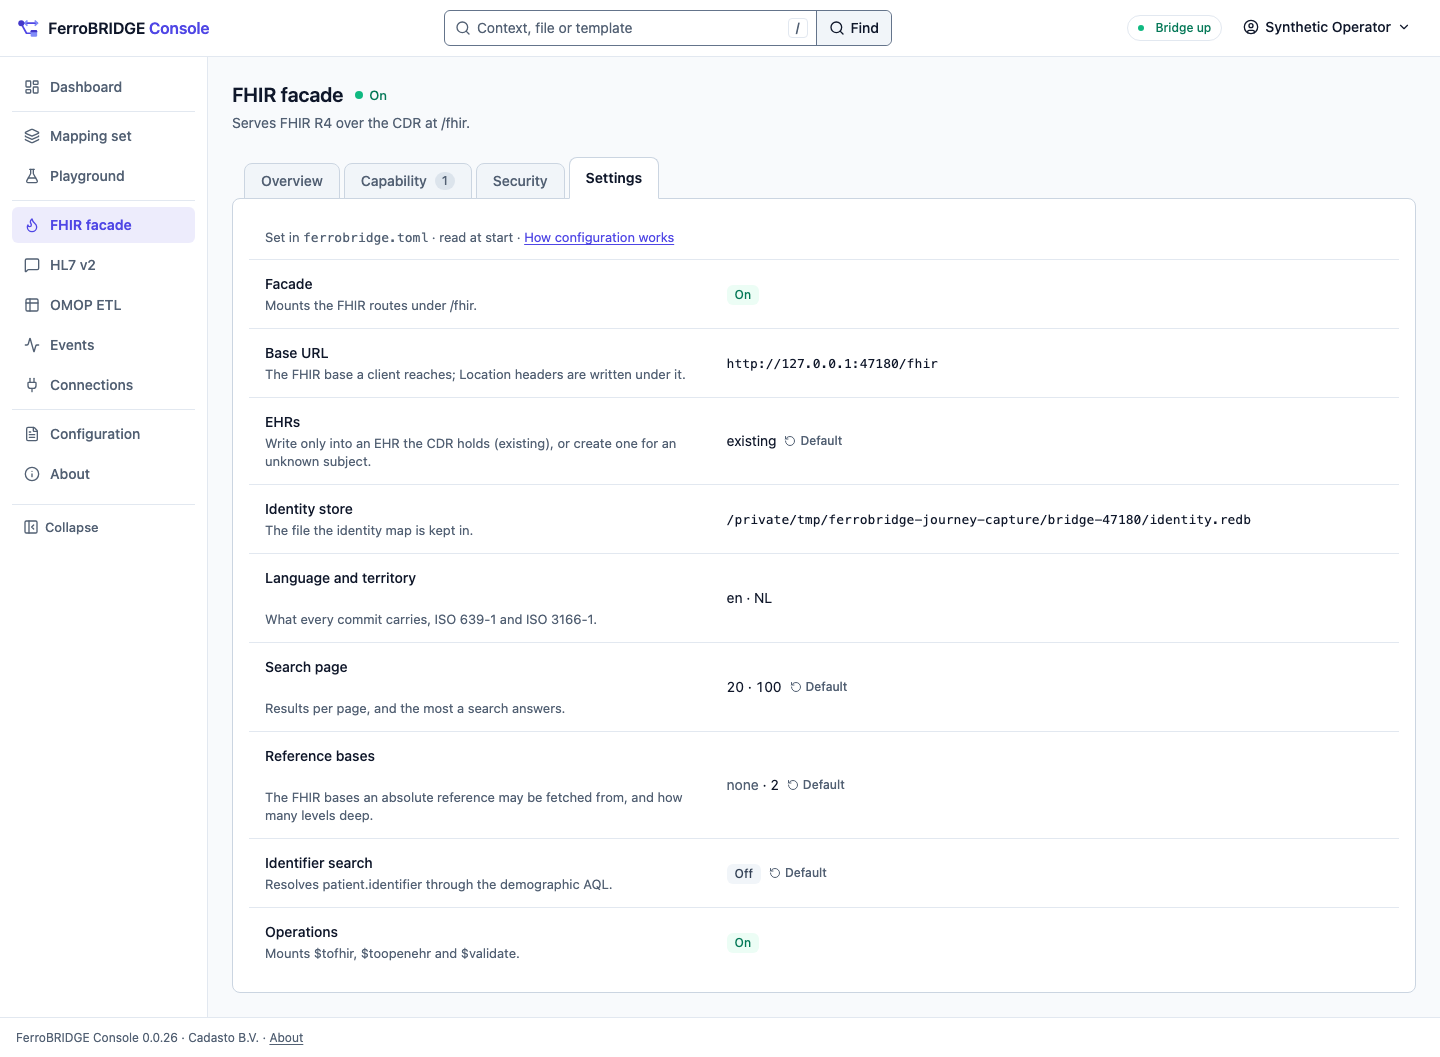 FerroBRIDGE Console
Context, file or template
/
Find
Bridge up
Synthetic Operator
Dashboard
Mapping set
Playground
FHIR facade
HL7 v2
OMOP ETL
Events
Connections
Configuration
About
Collapse
FHIR facade
On
Serves FHIR R4 over the CDR at /fhir.
Overview
Capability 1
Security
Settings
Set in ferrobridge.toml · read at start · How configuration works
Facade
Mounts the FHIR routes under /fhir.
On
Base URL
The FHIR base a client reaches; Location headers are written under it.
http://127.0.0.1:47180/fhir
EHRs
Write only into an EHR the CDR holds (existing), or create one for an
unknown subject.
existing Default
Identity store
The file the identity map is kept in.
/private/tmp/ferrobridge-journey-capture/bridge-47180/identity.redb
Language and territory
What every commit carries, ISO 639-1 and ISO 3166-1.
en · NL
Search page
Results per page, and the most a search answers.
20 · 100 Default
Reference bases
The FHIR bases an absolute reference may be fetched from, and how
many levels deep.
none · 2 Default
Identifier search
Resolves patient.identifier through the demographic AQL.
Off Default
Operations
Mounts $tofhir, $toopenehr and $validate.
On
FerroBRIDGE Console 0.0.26 · Cadasto B.V. · About